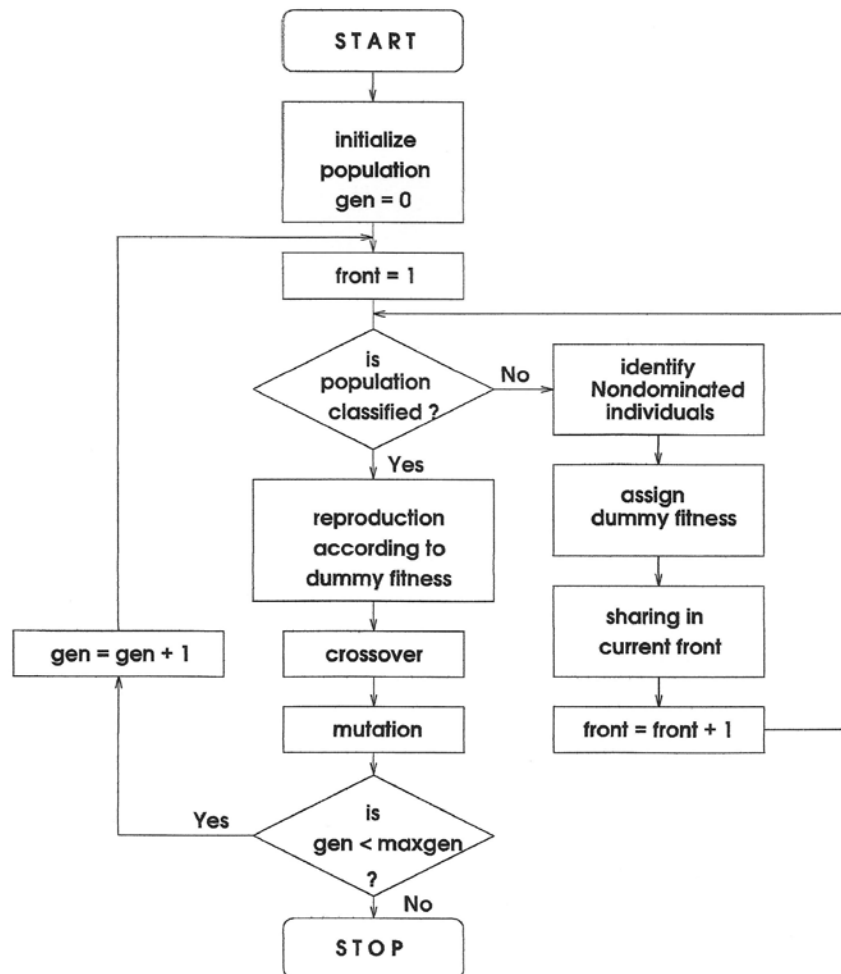 START
initialize
population
gen = 0
front = 1
is
population
classified ?
No
identify
Nondominated
individuals
Yes
reproduction
according to
dummy fitness
assign
dummy fitness
sharing in
current front
gen = gen + 1
crossover
mutation
front = front + 1
is
gen < maxgen
?
Yes
No
STOP